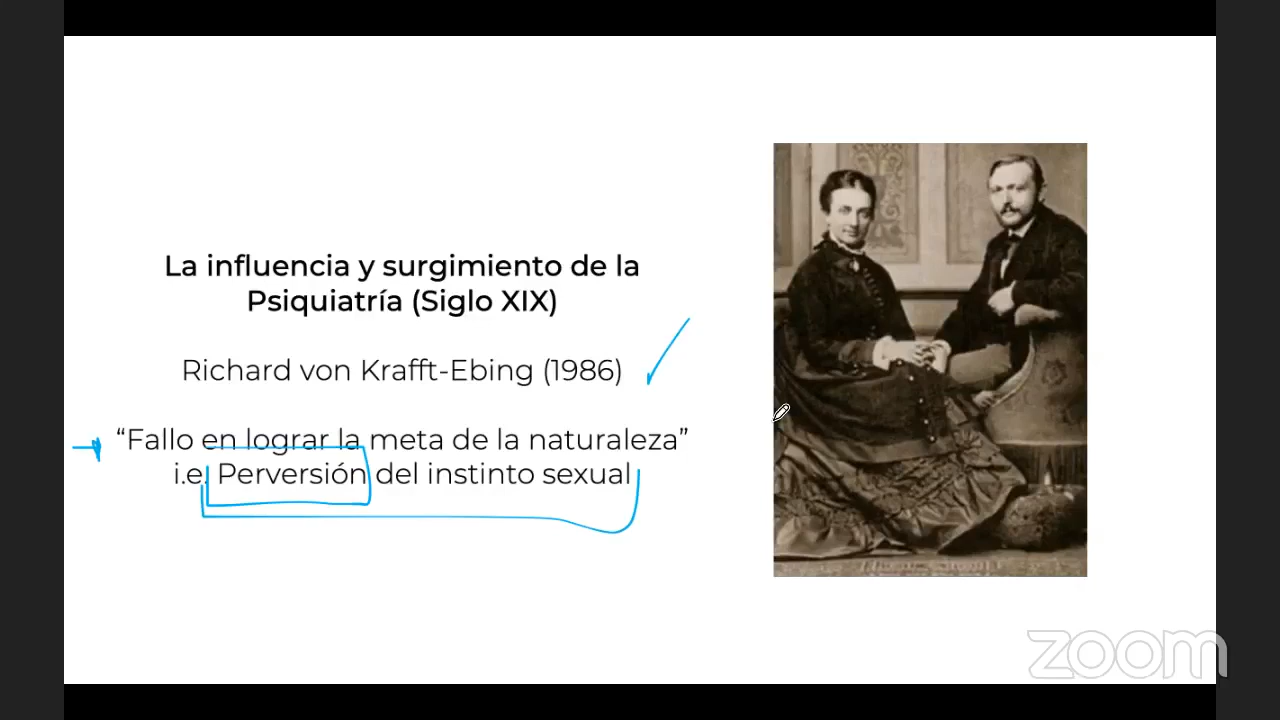 La influencia y surgimiento de la
Psiquiatría (Siglo XIX)
Richard von Krafft-Ebing (1986)
“Fallo en lograr la meta de la naturaleza”
i.e. Perversión del instinto sexual
zoom